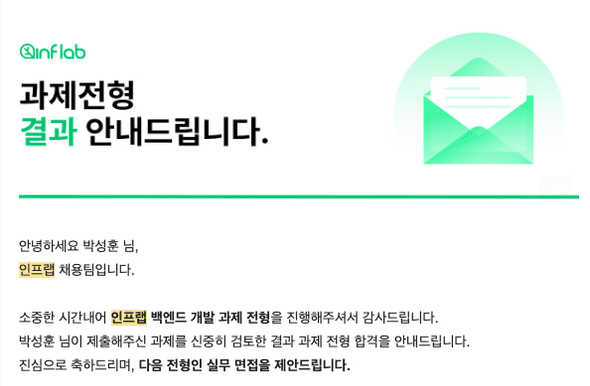 inflab
과제전형
결과 안내드립니다.
안녕하세요 박성훈 님,
인프랩 채용팀입니다.
소중한 시간내어 인프랩 백엔드 개발 과제 전형을 진행해주셔서 감사드립니다.
박성훈 님이 제출해주신 과제를 신중히 검토한 결과 과제 전형 합격을 안내드립니다.
진심으로 축하드리며, 다음 전형인 실무 면접을 제안드립니다.